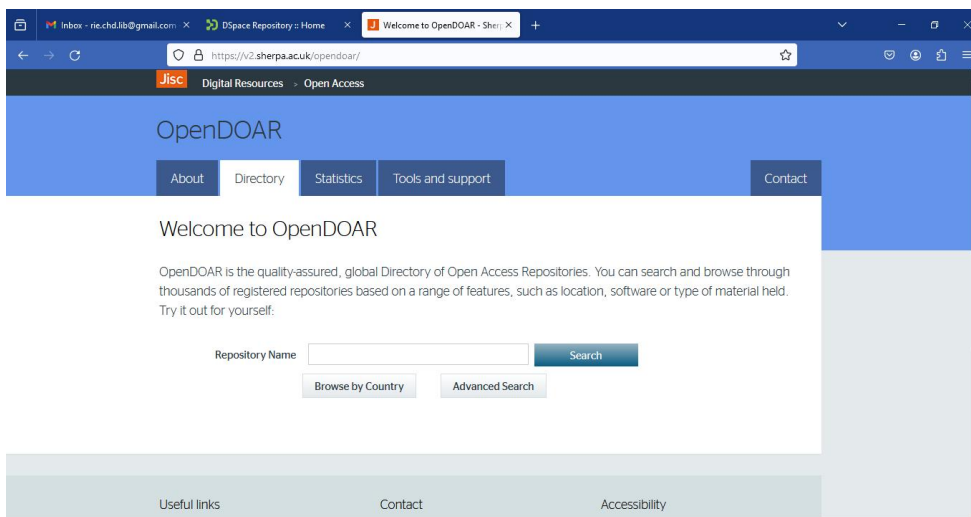 Inbox - rie.chd.lib@gmail.com
DSpace Repository :: Home
Welcome to OpenDOAR - Sher
https://v2.sherpa.ac.uk/opendoar/
Jisc Digital Resources > Open Access
OpenDOAR
About Directory Statistics Tools and support Contact
Welcome to OpenDOAR
OpenDOAR is the quality-assured, global Directory of Open Access Repositories. You can search and browse through
thousands of registered repositories based on a range of features, such as location, software or type of material held.
Try it out for yourself:
Repository Name Search
Browse by Country Advanced Search
Useful links Contact Accessibility